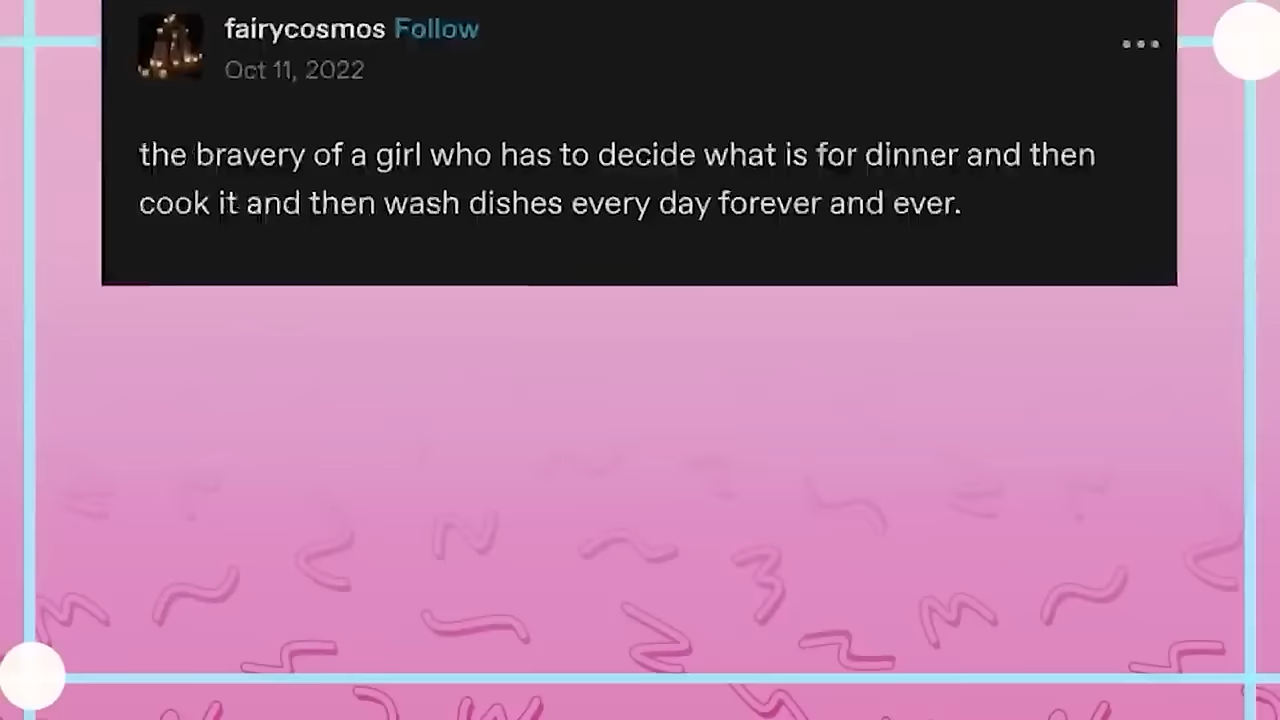 fairycosmos Follow
Oct 11, 2022
the bravery of a girl who has to decide what is for dinner and then
cook it and then wash dishes every day forever and ever.